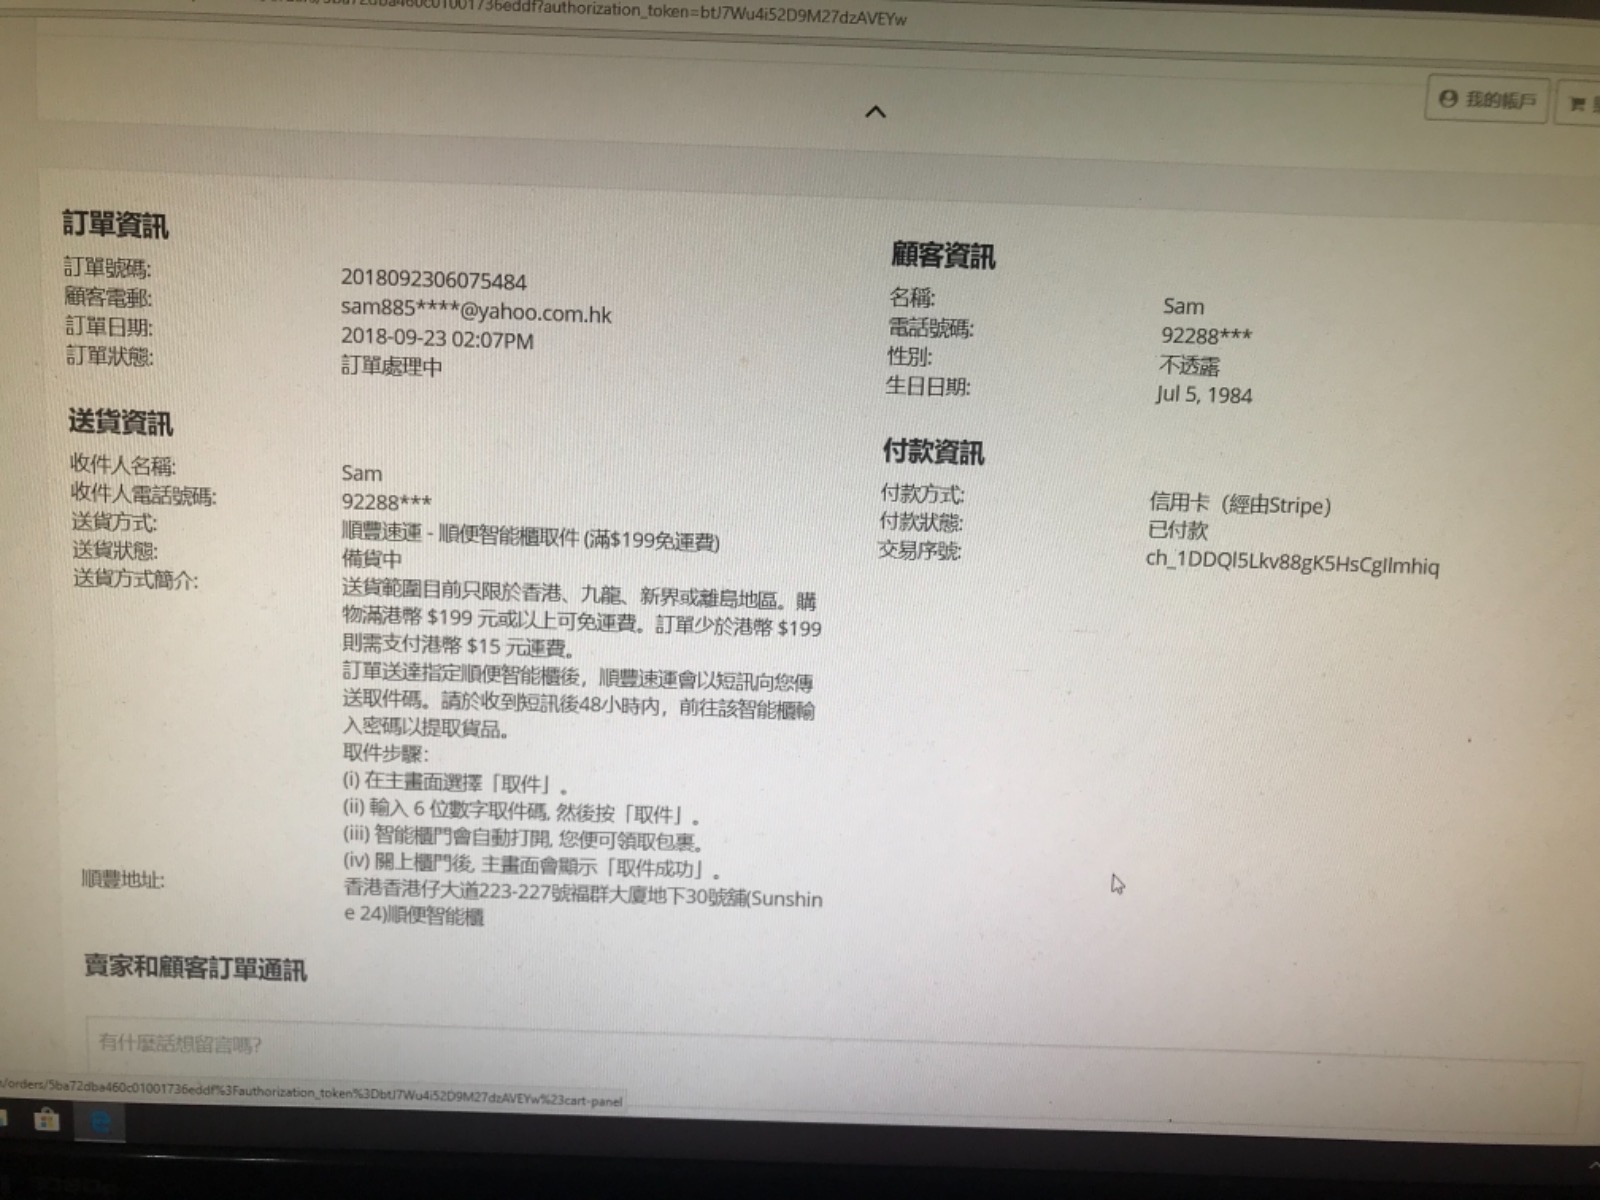 訂單資訊
訂單號碼: 2018092306075484
顧客電郵: sam885****@yahoo.com.hk
訂單日期: 2018-09-23 02:07PM
訂單狀態: 訂單處理中
顧客資訊
名稱: Sam
電話號碼: 92288***
性別: 不透露
生日日期: Jul 5, 1984
送貨資訊
收件人名稱: Sam
收件人電話號碼: 92288***
送貨方式: 順豐速運 - 順便智能櫃取件 (滿$199免運費)
送貨狀態: 備貨中
送貨方式簡介: 送貨範圍目前只限於香港、九龍、新界或離島地區。購
物滿港幣 $199 元或以上可免運費。訂單少於港幣 $199
則需支付港幣 $15 元運費。
訂單送達指定順便智能櫃後，順豐速運會以短訊向您傳
送取件碼。請於收到短訊後48小時內，前往該智能櫃輸
入密碼以提取貨品。
取件步驟：
(i) 在主畫面選擇「取件」。
(ii) 輸入 6 位數字取件碼, 然後按「取件」。
(iii) 智能櫃門會自動打開, 您便可領取包裹。
(iv) 關上櫃門後, 主畫面會顯示「取件成功」。
順豐地址: 香港香港仔大道223-227號福群大廈地下30號舖(Sunshin
e 24)順便智能櫃
付款資訊
付款方式: 信用卡 (經由Stripe)
付款狀態: 已付款
交易序號: ch_1DDQI5Lkv88gK5HsCgIlmhiq
賣家和顧客訂單通訊
有什麼話想留言嗎?
我的帳戶